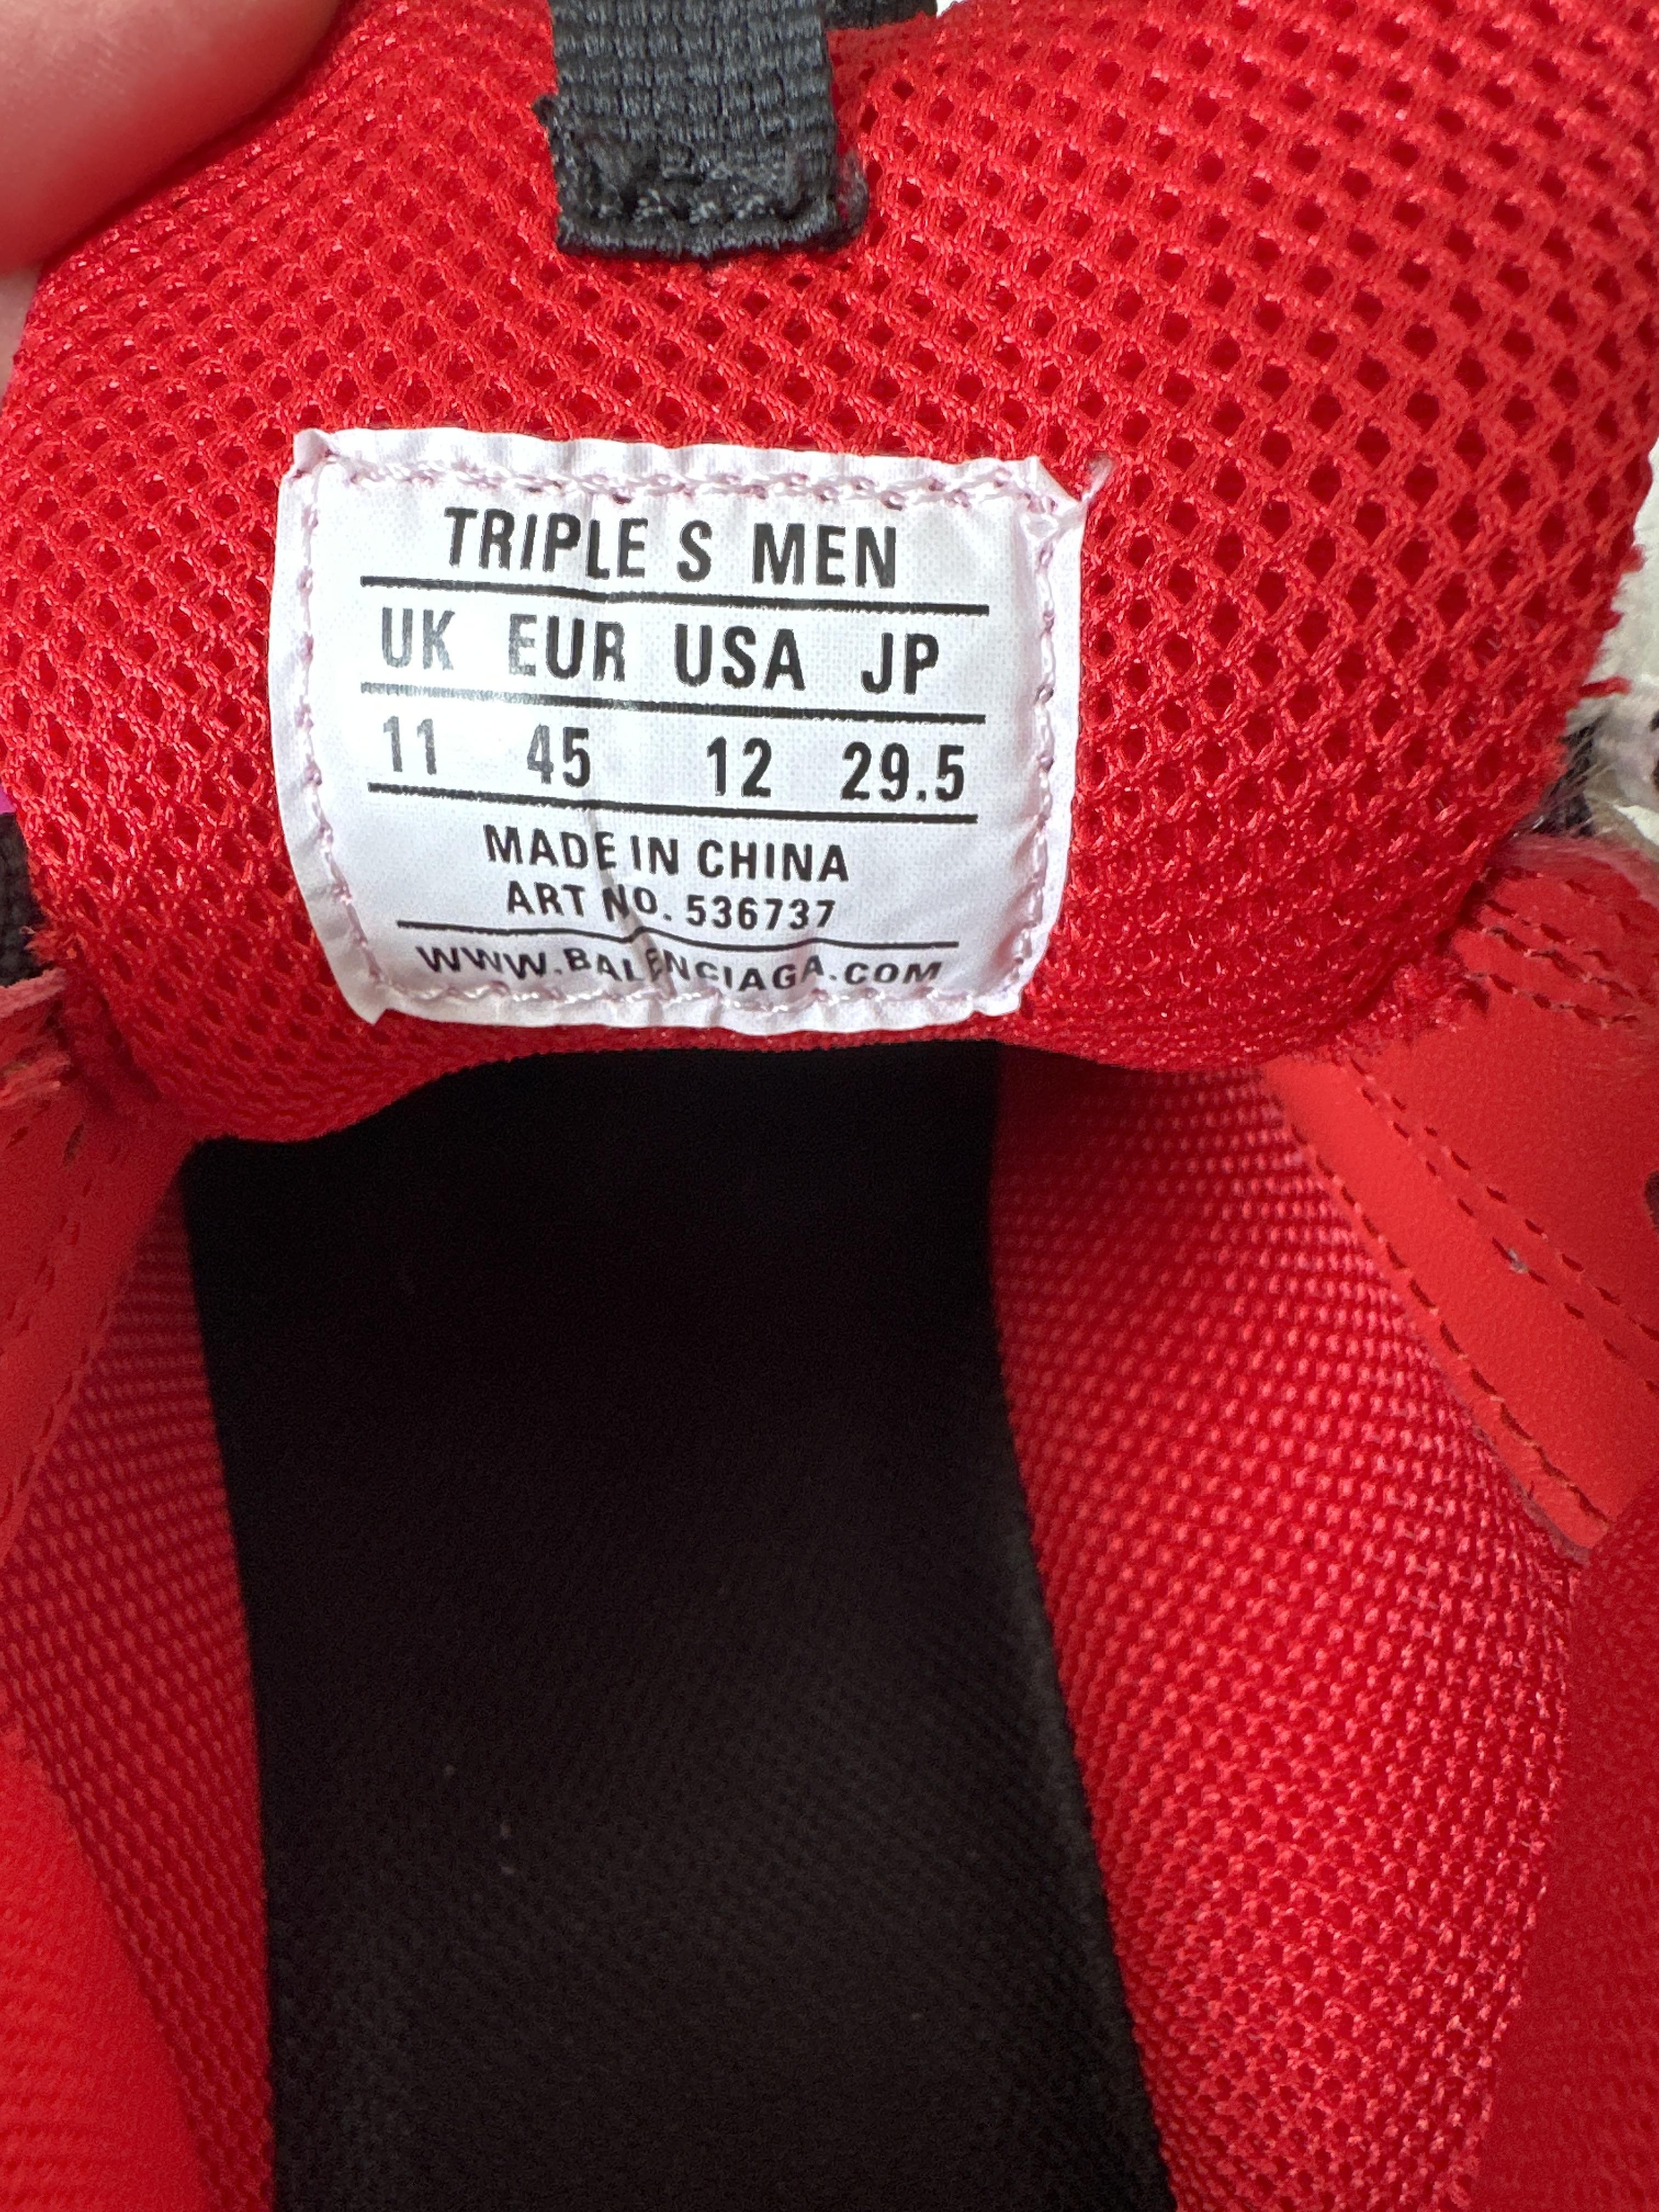 TRIPLE S MEN
UK EUR USA JP
11 45 12 29.5
MADE IN CHINA
ART NO. 536737
WWW.BALENCIAGA.COM